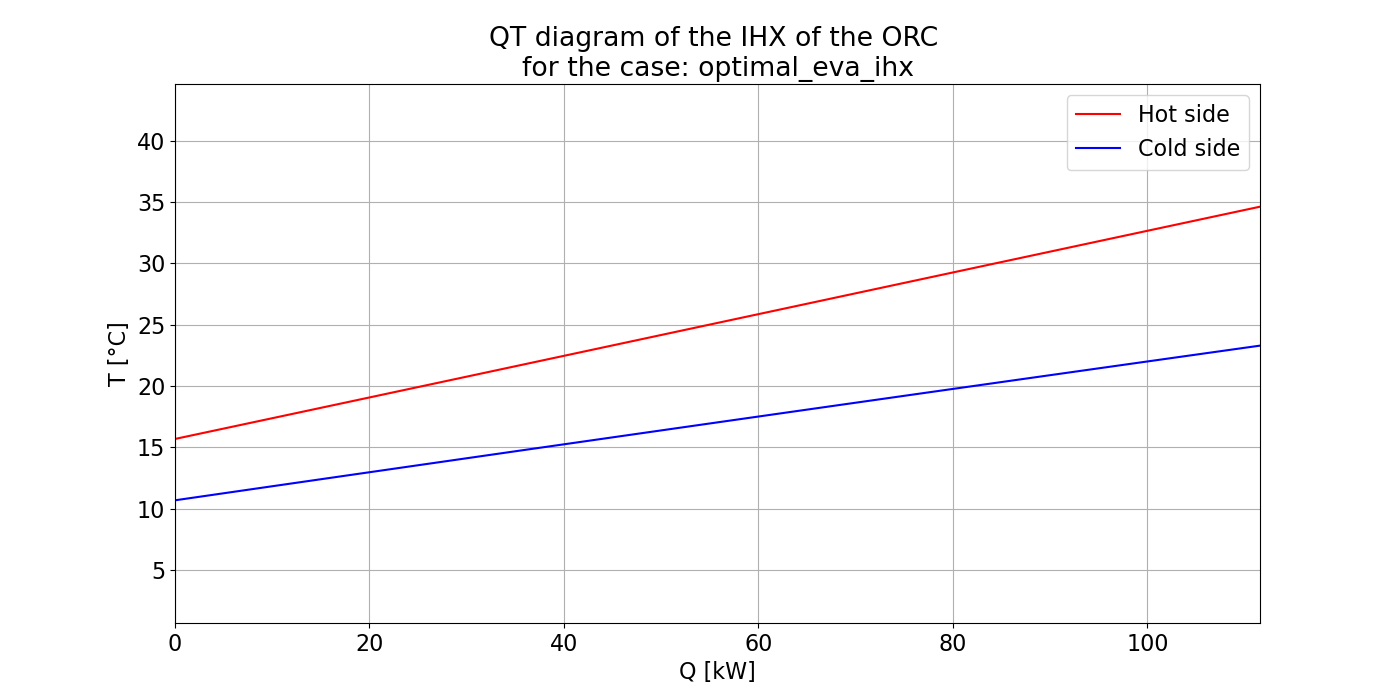 QT diagram of the IHX of the ORC
for the case: optimal_eva_ihx
Hot side
Cold side
T [°C]
40
35
30
25
20
15
10
5
0
20
40
60
80
100
Q [kW]